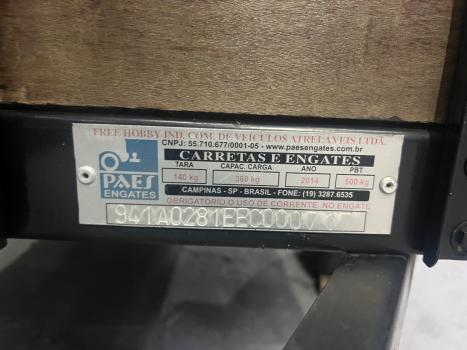 FREE HOBBY IND. COM. DE VEÍCULOS ATRELÁVEIS LTDA.
CNPJ: 55.710.677/0001-05 - www.paesengates.com.br
CARRETAS E ENGATES
PAES
ENGATES
TARA CAPAC. CARGA ANO PBT
140 kg 360 kg 2014 500 kg
CAMPINAS - SP - BRASIL - FONE: (19) 3287.6535
OBRIGATÓRIO O USO DE CORRENTE NO ENGATE